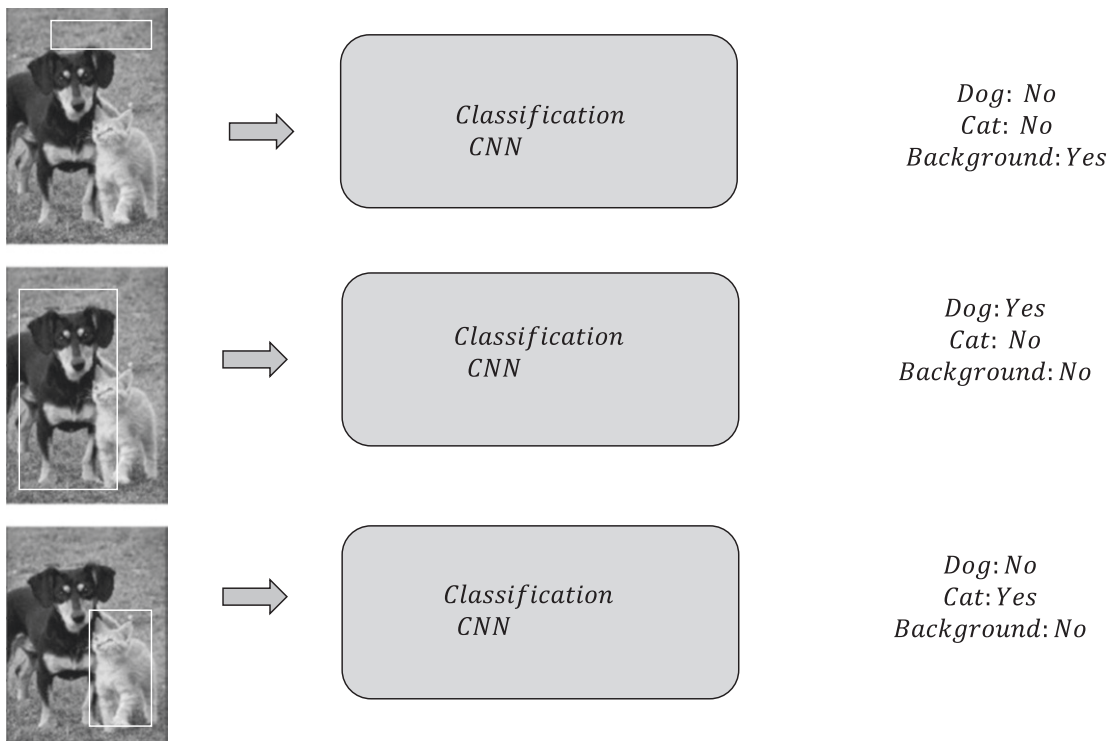 Classification
CNN
Dog: No
Cat: No
Background: Yes
Classification
CNN
Dog: Yes
Cat: No
Background: No
Classification
CNN
Dog: No
Cat: Yes
Background: No